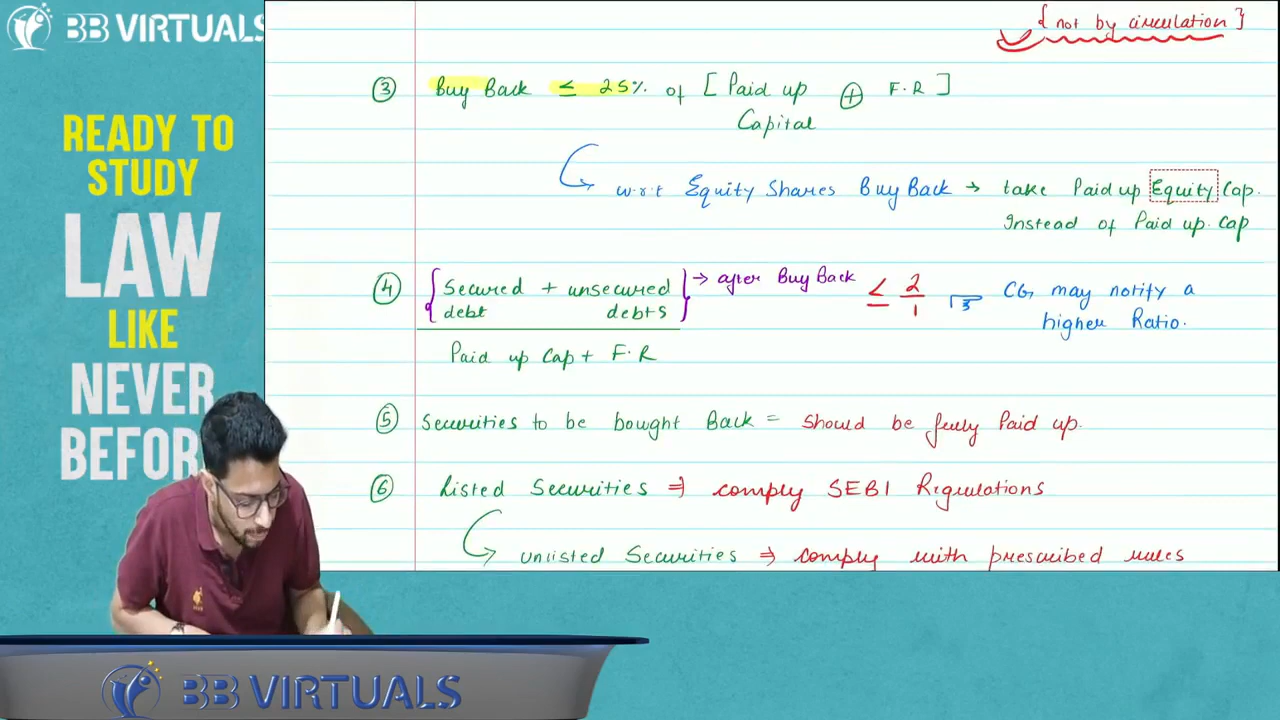 BB VIRTUALS
READY TO
STUDY
LAW
LIKE
NEVER
BEFOR
{not by circulation}
③ Buy Back ≤ 25% of [Paid up ⊕ F.R]
Capital
w.r.t Equity Shares Buy Back → take Paid up Equity Cap.
Instead of Paid up. Cap
④ {Secured + unsecured} → after Buy Back ≤ 2/1 CG may notify a
debt debts higher Ratio.
Paid up Cap + F.R
⑤ Securities to be bought Back = should be fully Paid up.
⑥ Listed Securities ⇒ comply SEBI Regulations
unlisted Securities ⇒ comply with prescribed rules
BB VIRTUALS